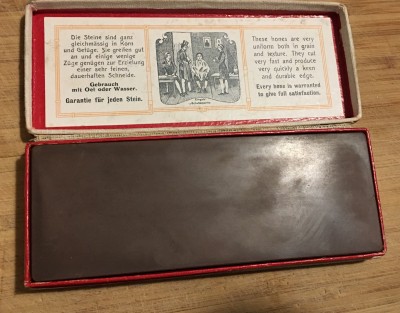 Die Steine sind ganz
gleichmässig in Korn
und Gefüge. Sie greifen gut
an und einige wenige
Züge genügen zur Erzielung
einer sehr feinen,
dauerhaften Schneide.
Gebrauch
mit Oel oder Wasser.
Garantie für jeden Stein.
These hones are very
uniform both in grain
and texture. They cut
very fast and produce
very quickly a keen
and durable edge.
Every hone is warranted
to give full satisfaction.